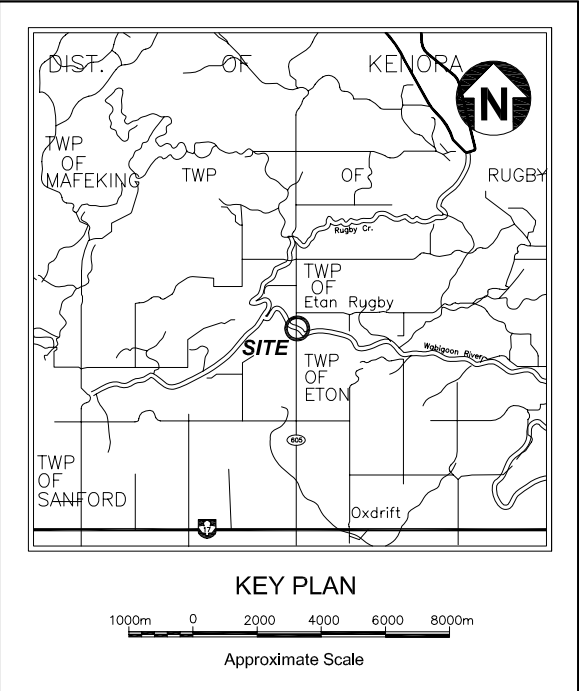 DIST. OF KENORA
N
TWP
OF
MAFEKING
TWP OF RUGBY
Rugby Cr.
TWP
OF
Etan Rugby
SITE
Wabigoon River
TWP
OF
ETON
605
TWP
OF
SANFORD
Oxdrift
17
KEY PLAN
1000m 0 2000 4000 6000 8000m
Approximate Scale